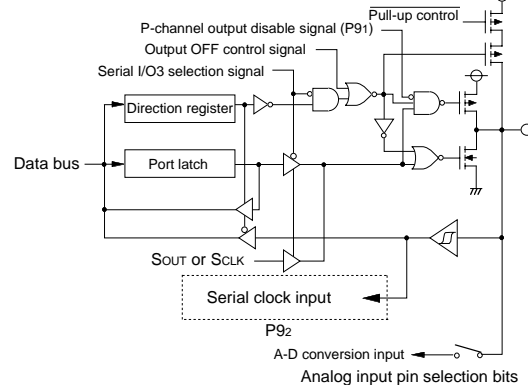 Pull-up control
P-channel output disable signal (P91)
Output OFF control signal
Serial I/O3 selection signal
Direction register
Data bus
Port latch
SOUT or SCLK
Serial clock input
P92
A-D conversion input
Analog input pin selection bits